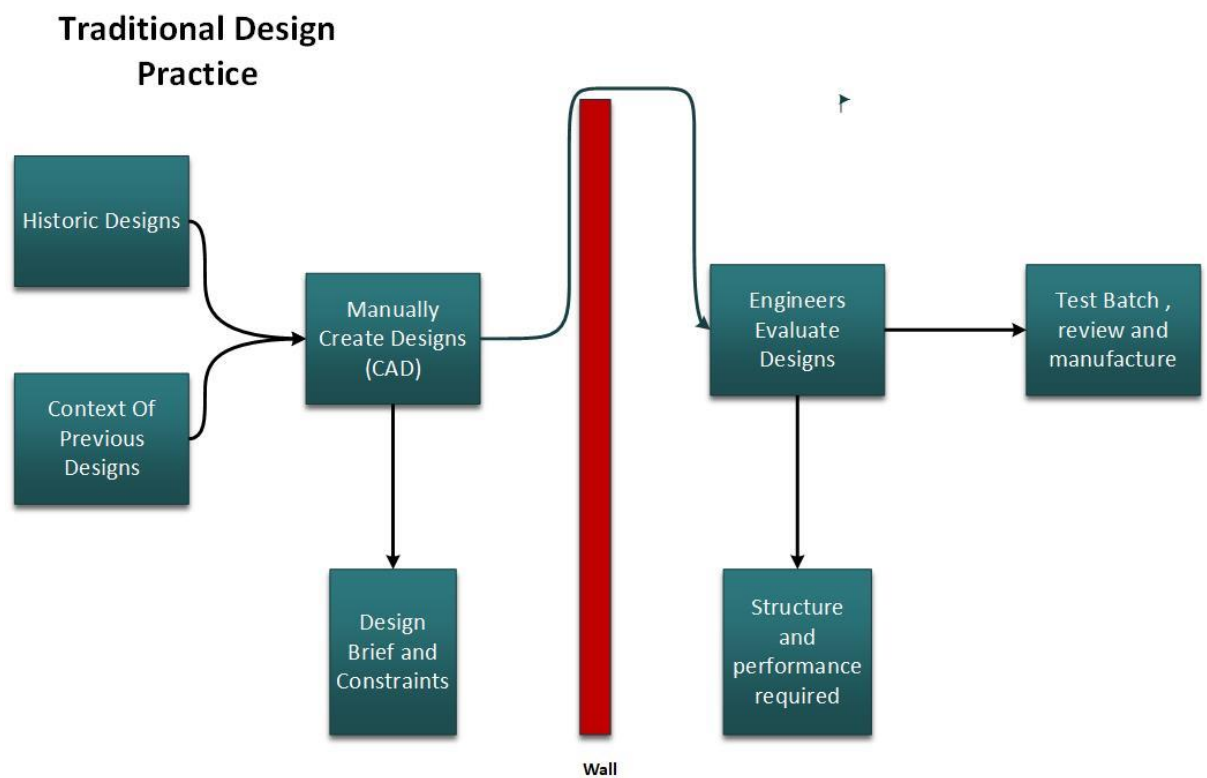 Traditional Design
Practice
Historic Designs
Context Of
Previous
Designs
Manually
Create Designs
(CAD)
Design
Brief and
Constraints
Wall
Engineers
Evaluate
Designs
Structure
and
performance
required
Test Batch ,
review and
manufacture